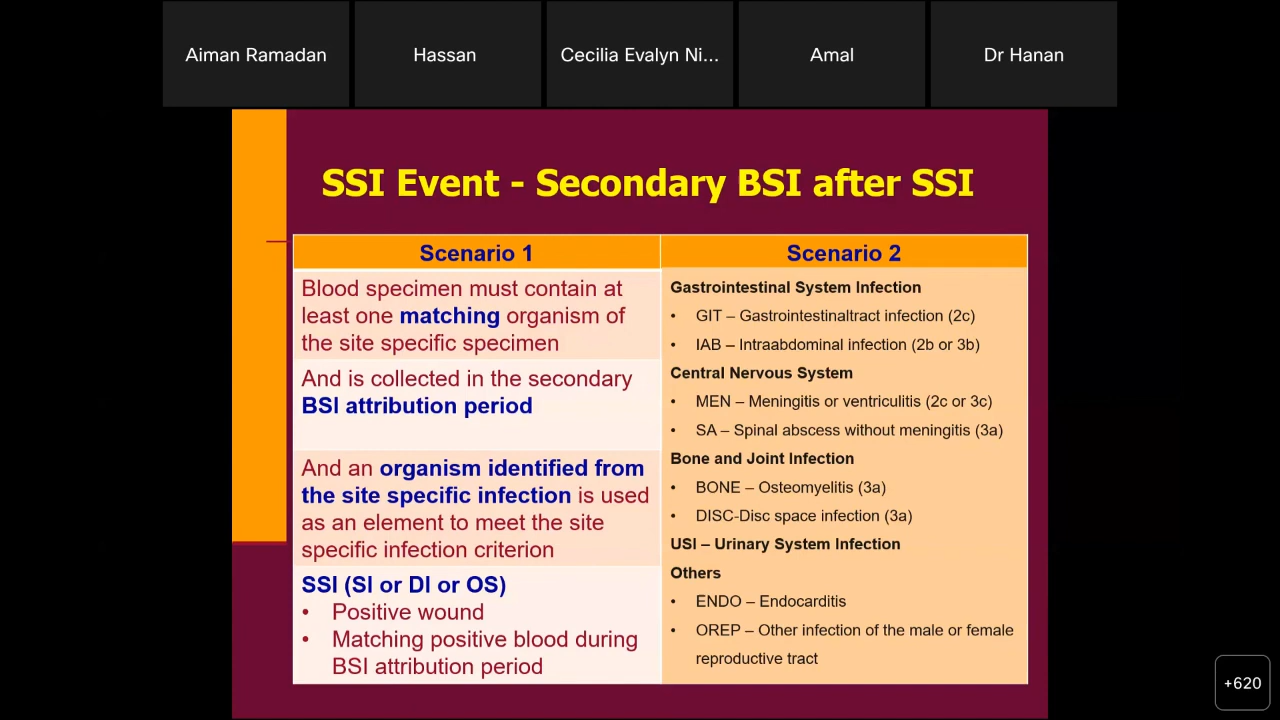 Aiman Ramadan
Hassan
Cecilia Evalyn Ni...
Amal
Dr Hanan
SSI Event - Secondary BSI after SSI
Scenario 1
Blood specimen must contain at
least one matching organism of
the site specific specimen
And is collected in the secondary
BSI attribution period
And an organism identified from
the site specific infection is used
as an element to meet the site
specific infection criterion
SSI (SI or DI or OS)
• Positive wound
• Matching positive blood during
BSI attribution period
Scenario 2
Gastrointestinal System Infection
• GIT – Gastrointestinaltract infection (2c)
• IAB – Intraabdominal infection (2b or 3b)
Central Nervous System
• MEN – Meningitis or ventriculitis (2c or 3c)
• SA – Spinal abscess without meningitis (3a)
Bone and Joint Infection
• BONE – Osteomyelitis (3a)
• DISC-Disc space infection (3a)
USI – Urinary System Infection
Others
• ENDO – Endocarditis
• OREP – Other infection of the male or female
reproductive tract
+620